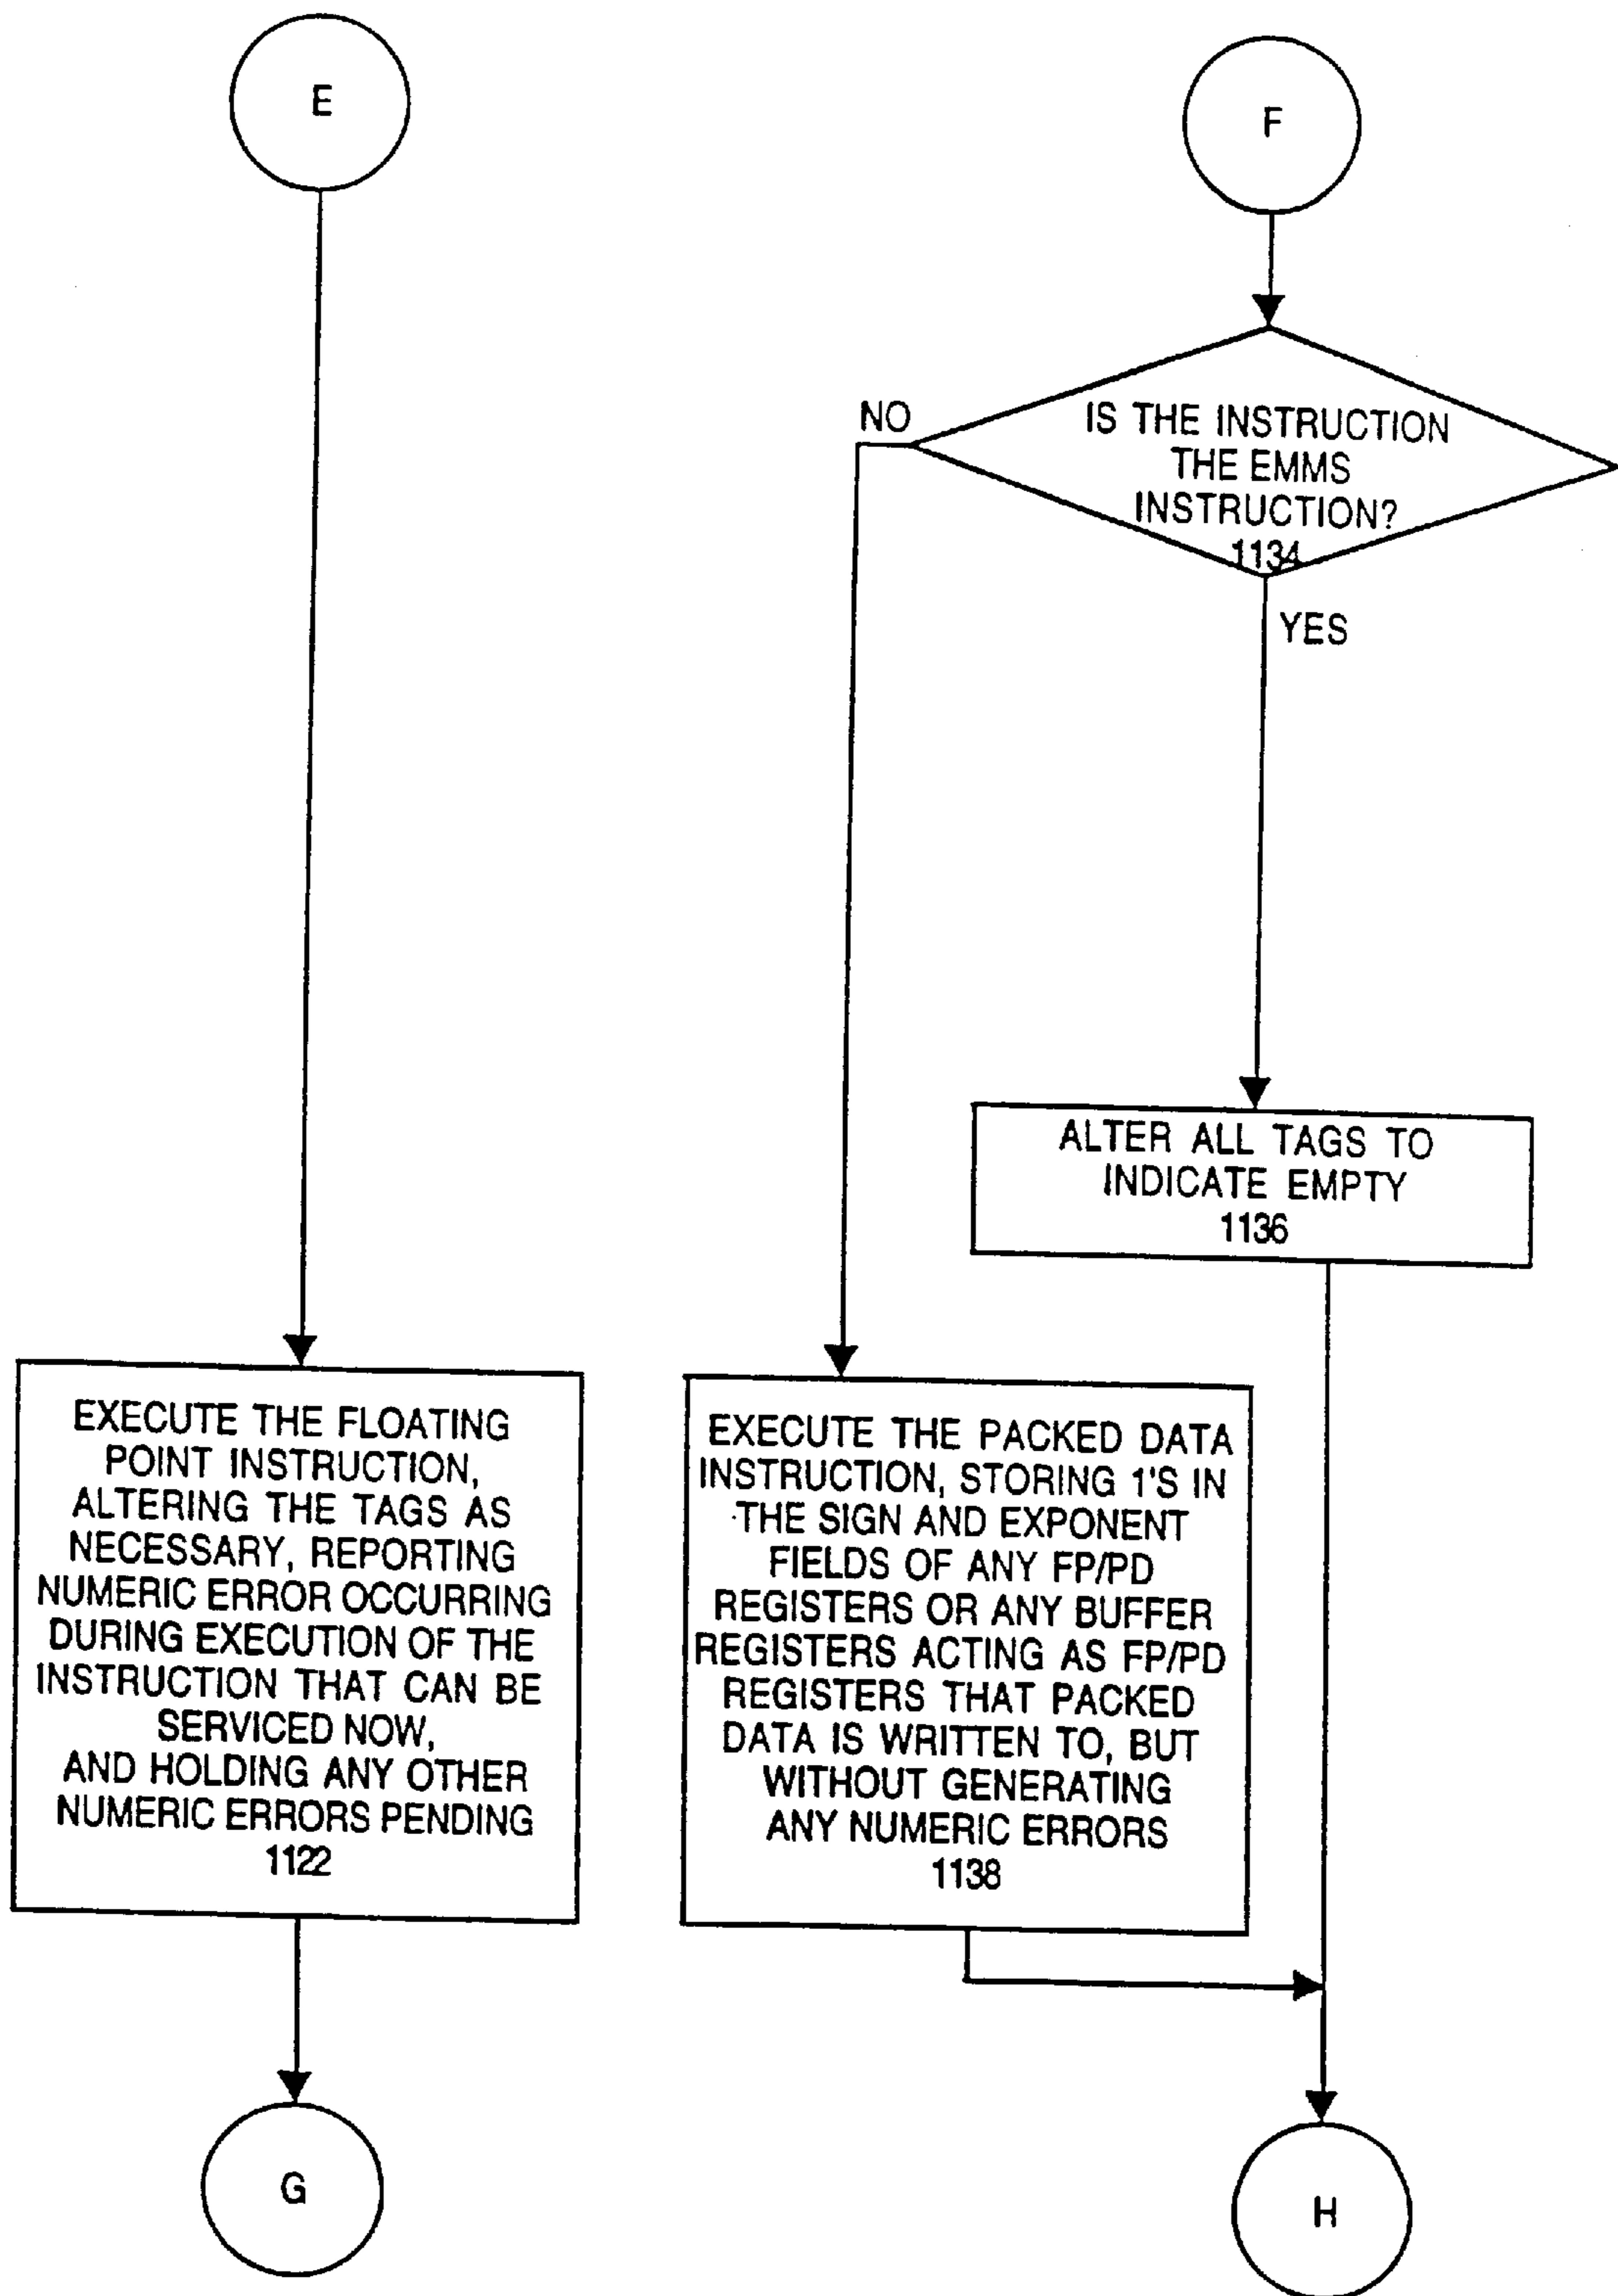 E
F
NO
IS THE INSTRUCTION
THE EMMS
INSTRUCTION?
1134
YES
ALTER ALL TAGS TO
INDICATE EMPTY
1136
EXECUTE THE FLOATING
POINT INSTRUCTION,
ALTERING THE TAGS AS
NECESSARY, REPORTING
NUMERIC ERROR OCCURRING
DURING EXECUTION OF THE
INSTRUCTION THAT CAN BE
SERVICED NOW,
AND HOLDING ANY OTHER
NUMERIC ERRORS PENDING
1122
EXECUTE THE PACKED DATA
INSTRUCTION, STORING 1'S IN
THE SIGN AND EXPONENT
FIELDS OF ANY FP/PD
REGISTERS OR ANY BUFFER
REGISTERS ACTING AS FP/PD
REGISTERS THAT PACKED
DATA IS WRITTEN TO, BUT
WITHOUT GENERATING
ANY NUMERIC ERRORS
1138
G
H